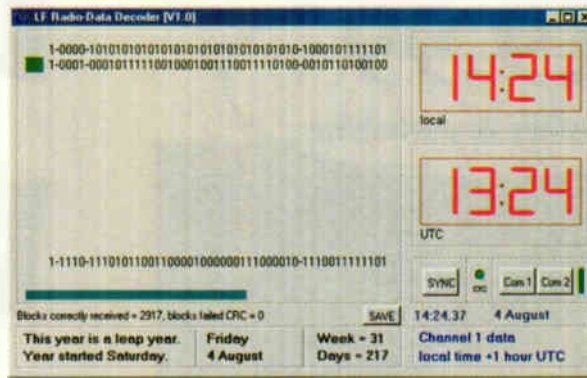 LF Radio-Data Decoder [V1.0]
1-0000-10101010101010101010101010101010-1000101111101
1-0001-00010111110010001001110011110100-0010110100100
14:24
local
13:24
UTC
1-1110-11101011001100001000000111000010-1110011111101
SYNC CRC Com 1 Com 2
Blocks correctly received = 2917, blocks failed CRC = 0 SAVE 14:24.37 4 August
This year is a leap year. Friday Week = 31 Channel 1 data
Year started Saturday. 4 August Days = 217 local time +1 hour UTC